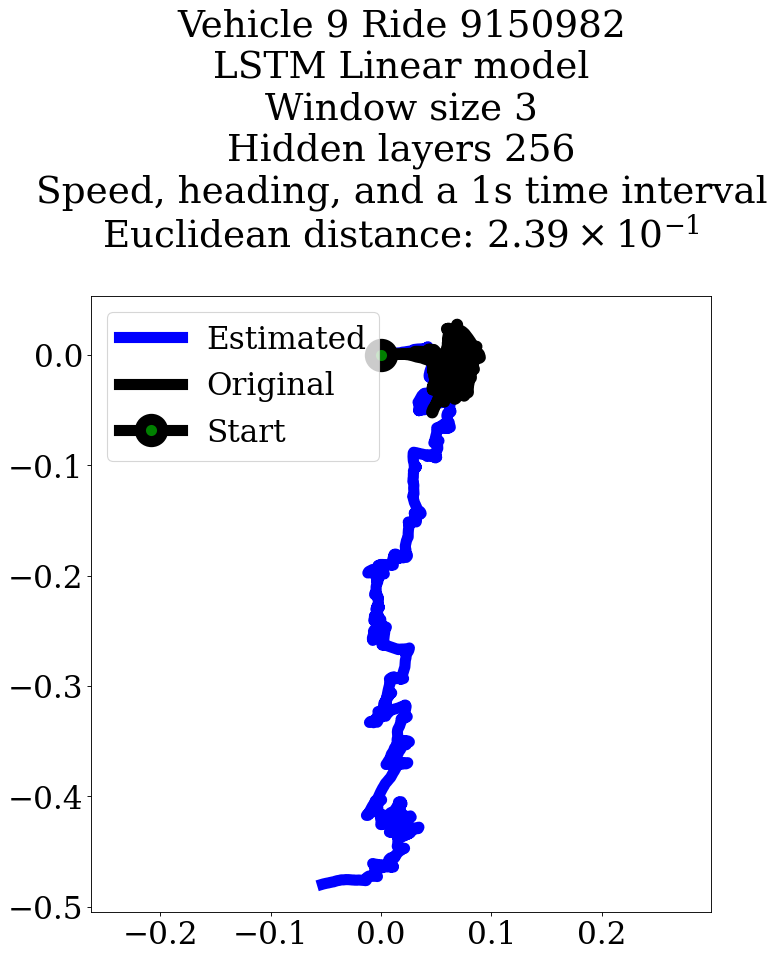 Vehicle 9 Ride 9150982
LSTM Linear model
Window size 3
Hidden layers 256
Speed, heading, and a 1s time interval
Euclidean distance: 2.39 × 10⁻¹
Estimated
Original
Start
0.0
−0.1
−0.2
−0.3
−0.4
−0.5
−0.2 −0.1 0.0 0.1 0.2